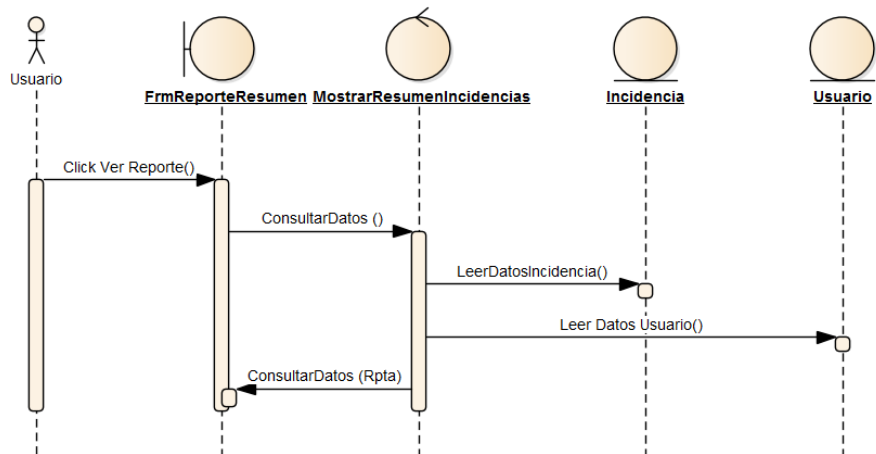 Usuario
FrmReporteResumen
MostrarResumenIncidencias
Incidencia
Usuario
Click Ver Reporte()
ConsultarDatos ()
LeerDatosIncidencia()
Leer Datos Usuario()
ConsultarDatos (Rpta)